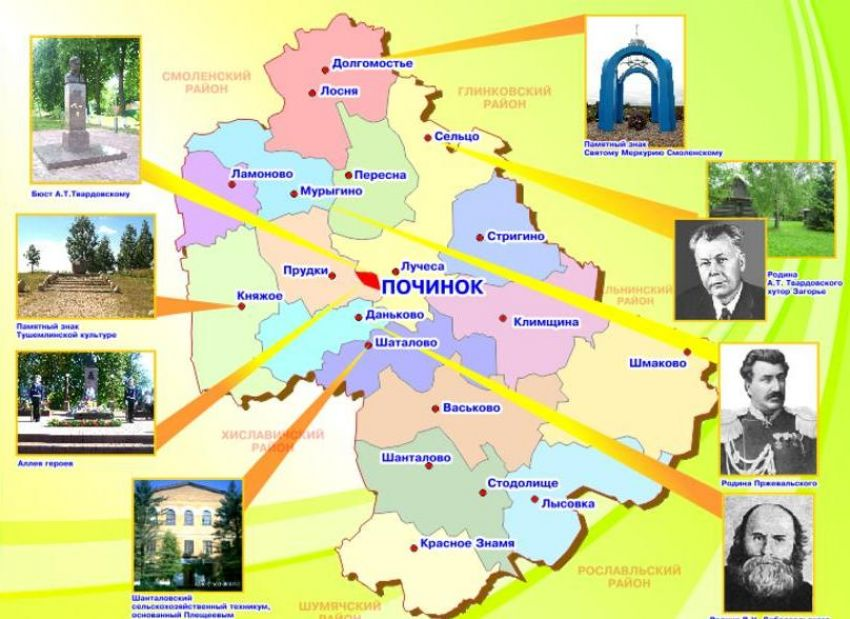 СМОЛЕНСКИЙ
РАЙОН
Долгомостье
Лосня
ГЛИНКОВСКИЙ
РАЙОН
Сельцо
Памятный знак
Святому Меркурию Смоленскому
Бюст А.Т.Твардовскому
Ламоново
Мурыгино
Пересна
Стригино
Родина
А.Т. Твардовского
хутор Загорье
Прудки
Лучеса
ПОЧИНОК
ЛЬНИНСКИЙ
РАЙОН
Княжое
Даньково
Климщина
Памятный знак
Тушемлинской культуре
Шаталово
Шмаково
Васьково
ХИСЛАВИЧСКИЙ
РАЙОН
Аллея героев
Шанталово
Стодолище
Лысовка
Родина Пржевальского
Красное Знамя
РОСЛАВЛЬСКИЙ
РАЙОН
Шанталовский
сельскохозяйственный техникум,
основанный Плещеевым
ШУМЯЧСКИЙ
РАЙОН